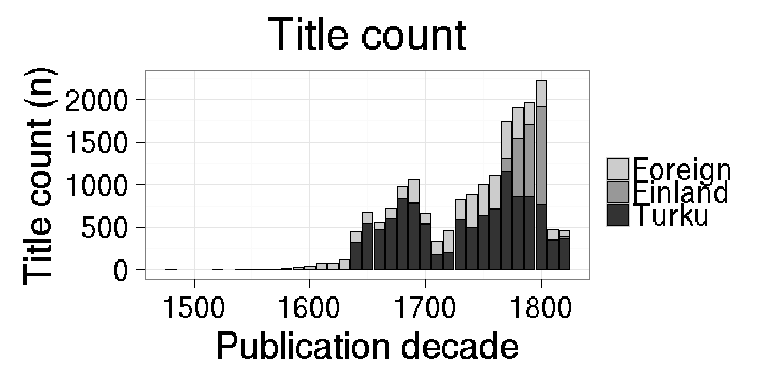 Title count
Title count (n)
2000
1500
1000
500
0
1500
1600
1700
1800
Publication decade
Foreign
Finland
Turku